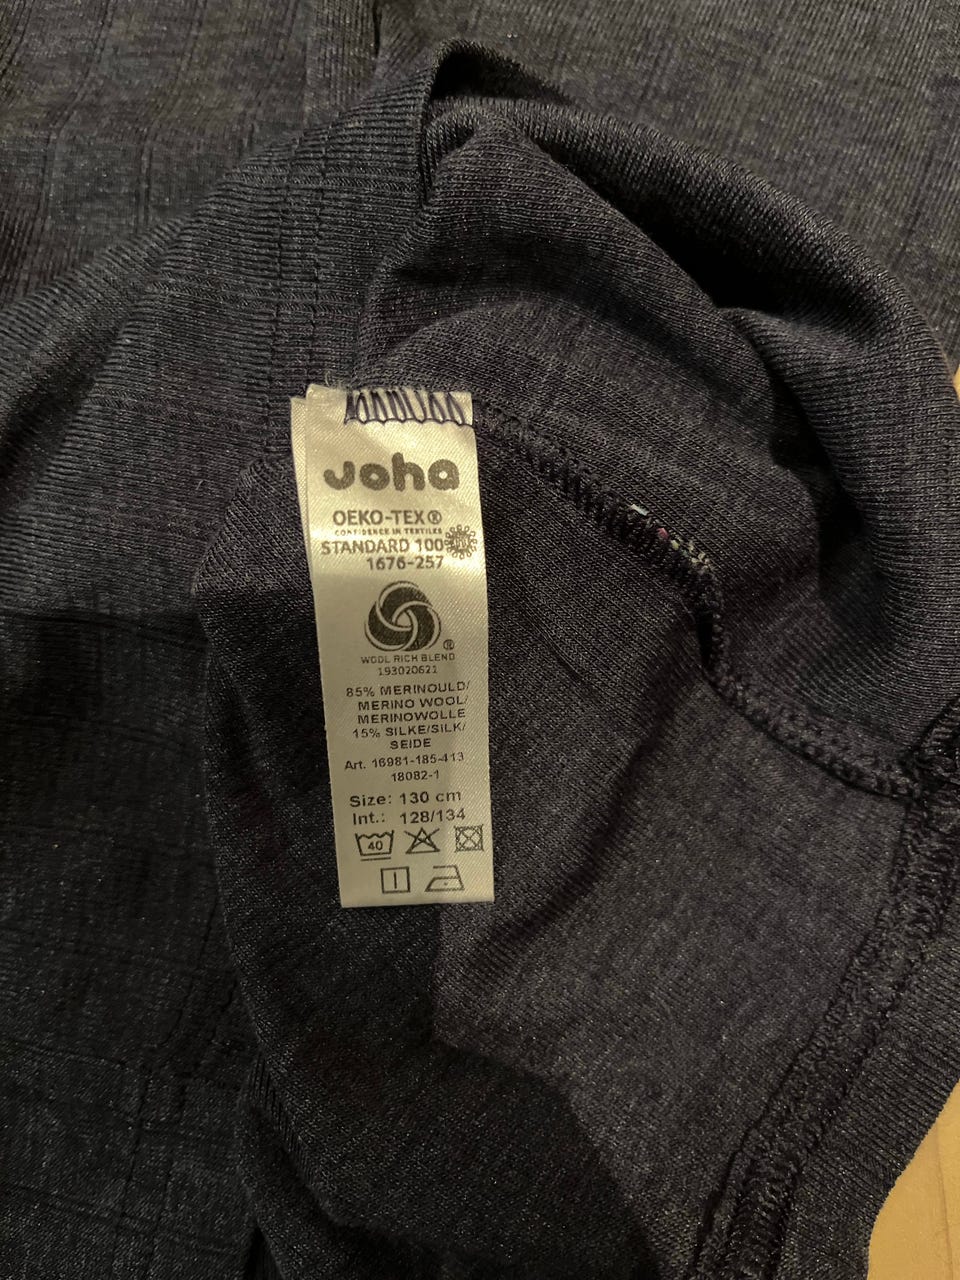 Joha
OEKO-TEX®
CONFIDENCE IN TEXTILES
STANDARD 100
1676-257
®
WOOL RICH BLEND
193020621
85% MERINOULD/
MERINO WOOL/
MERINOWOLLE
15% SILKE/SILK/
SEIDE
Art. 16981-185-413
18082-1
Size: 130 cm
Int.: 128/134
40